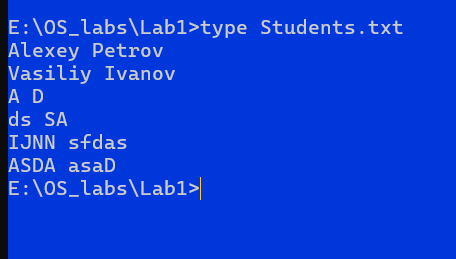 E:\OS_labs\Lab1>type Students.txt
Alexey Petrov
Vasiliy Ivanov
A D
ds SA
IJNN sfdas
ASDA asaD
E:\OS_labs\Lab1>